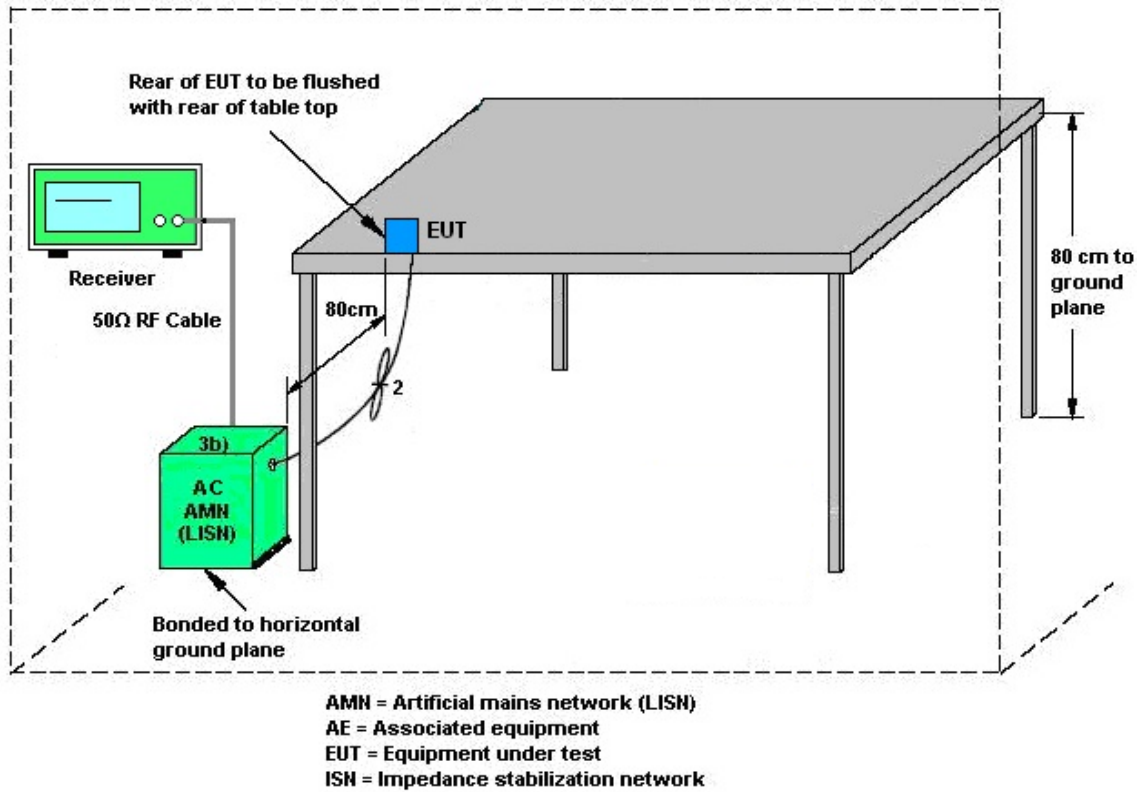 Rear of EUT to be flushed
with rear of table top
EUT
Receiver
80cm
80 cm to
ground
plane
50Ω RF Cable
2
3b)
AC
AMN
(LISN)
Bonded to horizontal
ground plane
AMN = Artificial mains network (LISN)
AE = Associated equipment
EUT = Equipment under test
ISN = Impedance stabilization network